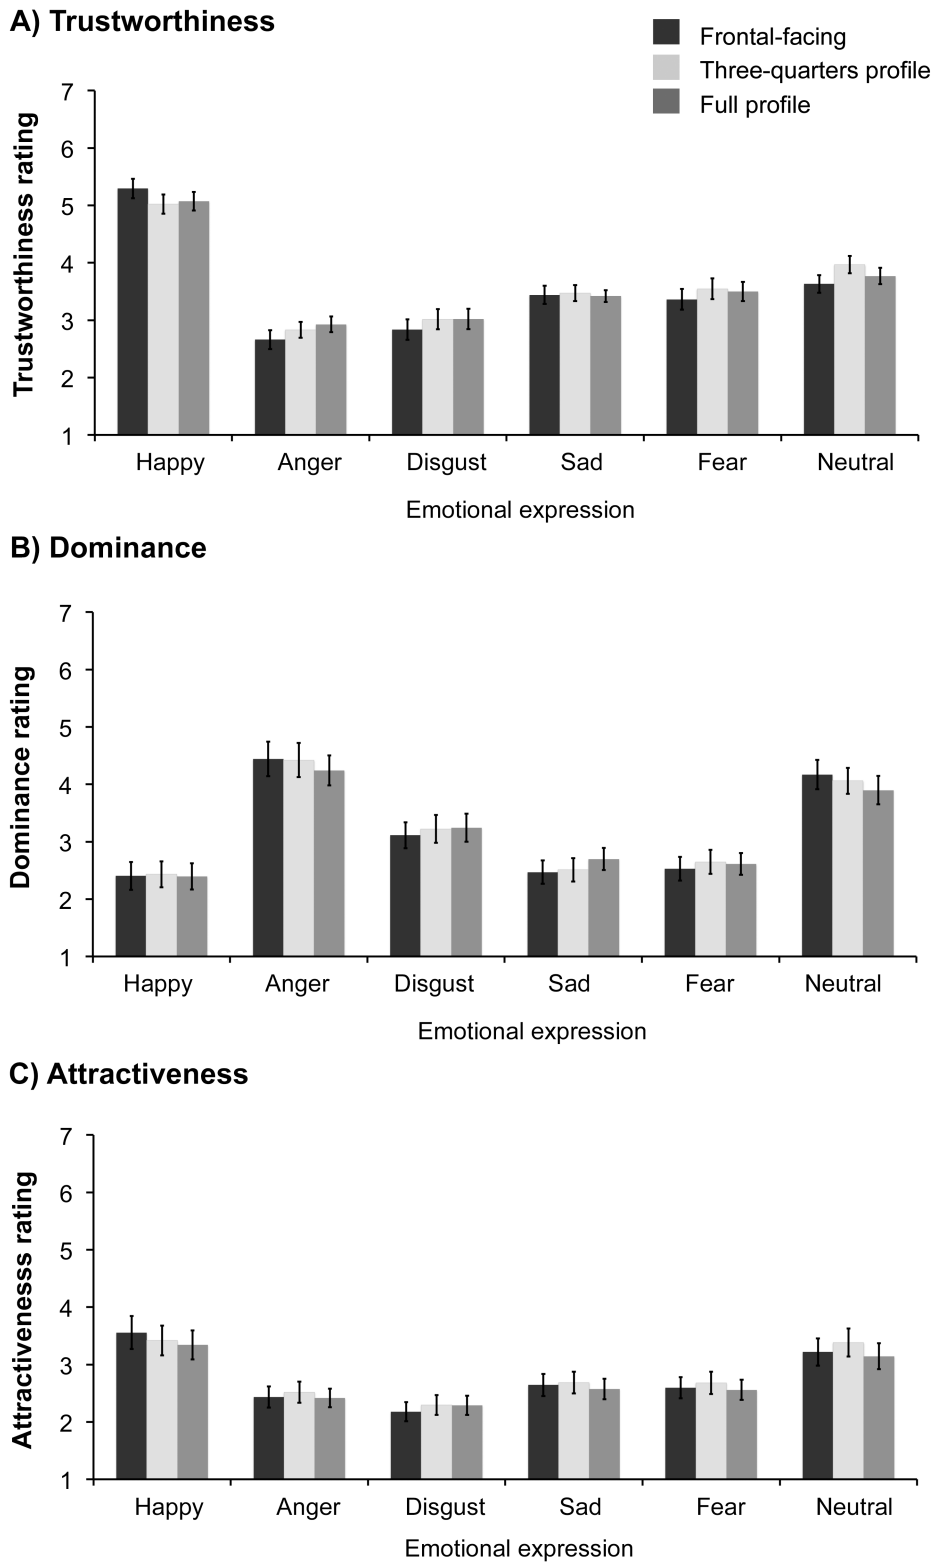 A) Trustworthiness
Frontal-facing
Three-quarters profile
Full profile
Trustworthiness rating
7
6
5
4
3
2
1
Happy Anger Disgust Sad Fear Neutral
Emotional expression
B) Dominance
Dominance rating
7
6
5
4
3
2
1
Happy Anger Disgust Sad Fear Neutral
Emotional expression
C) Attractiveness
Attractivenesss rating
7
6
5
4
3
2
1
Happy Anger Disgust Sad Fear Neutral
Emotional expression